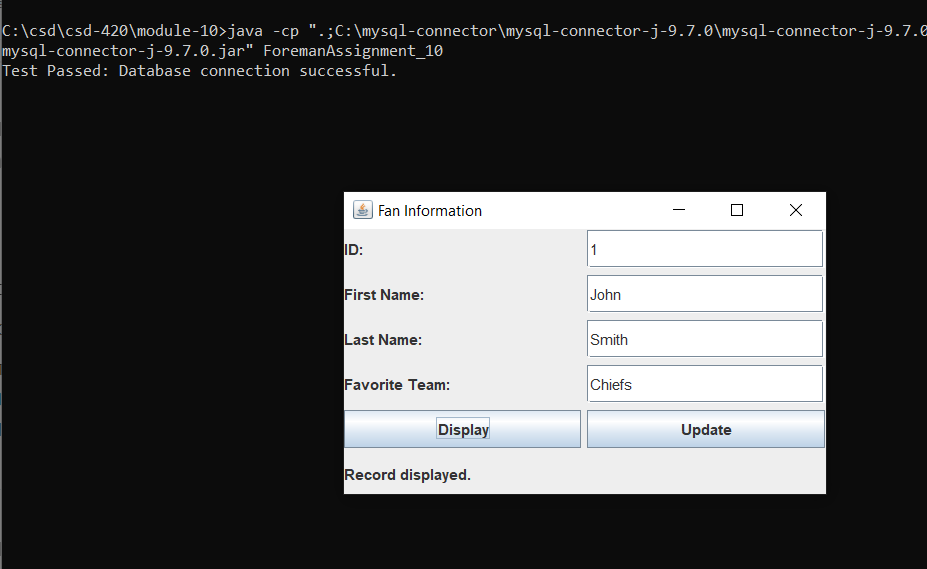 C:\csd\csd-420\module-10>java -cp ".;C:\mysql-connector\mysql-connector-j-9.7.0\mysql-connector-j-9.7.0
mysql-connector-j-9.7.0.jar" ForemanAssignment_10
Test Passed: Database connection successful.
Fan Information
ID: 1
First Name: John
Last Name: Smith
Favorite Team: Chiefs
Display Update
Record displayed.